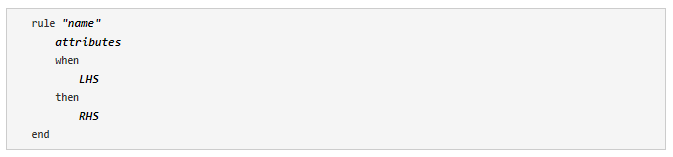 rule "name"
attributes
when
LHS
then
RHS
end